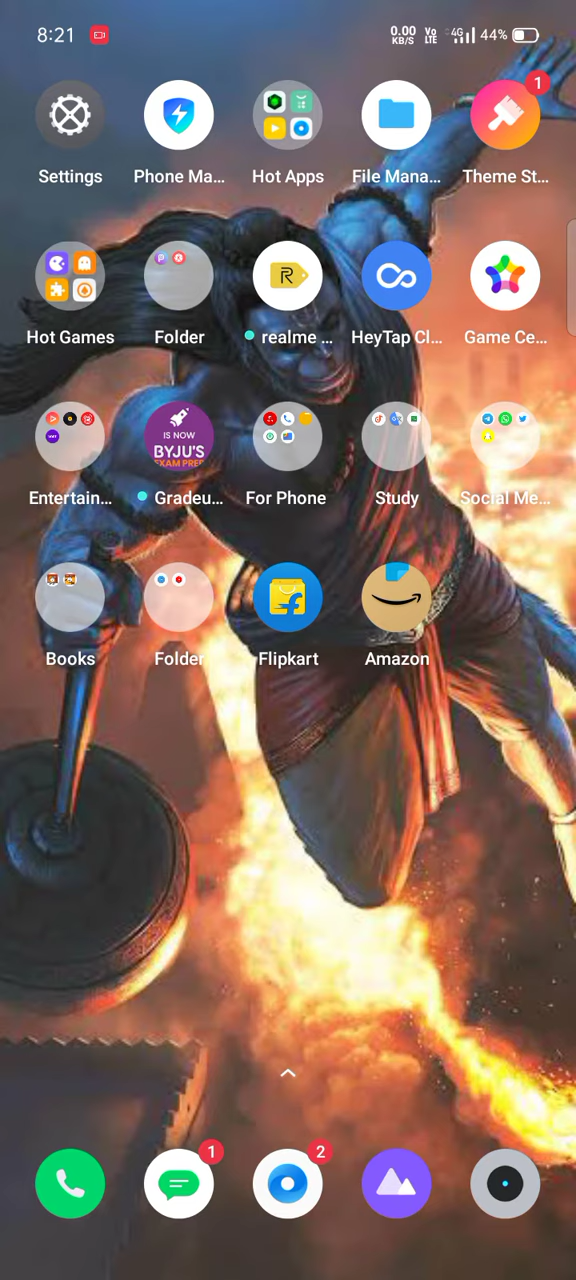 8:21
0.00 KB/S Vo LTE 4G 44%
1
Settings Phone Ma... Hot Apps File Mana... Theme St...
Hot Games Folder realme ... HeyTap Cl... Game Ce...
IS NOW
BYJU'S
EXAM PREP
Entertain... Gradeu... For Phone Study Social Me...
Books Folder Flipkart Amazon
1 2